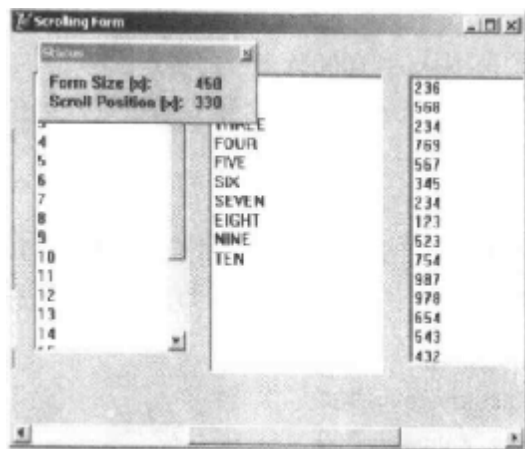 Scrolling Form
Status
Form Size [x]: 450
Scroll Position [x]: 330
3
4
5
6
7
8
9
10
11
12
13
14
THREE
FOUR
FIVE
SIX
SEVEN
EIGHT
NINE
TEN
236
568
234
769
567
345
234
123
523
754
987
978
654
543
432